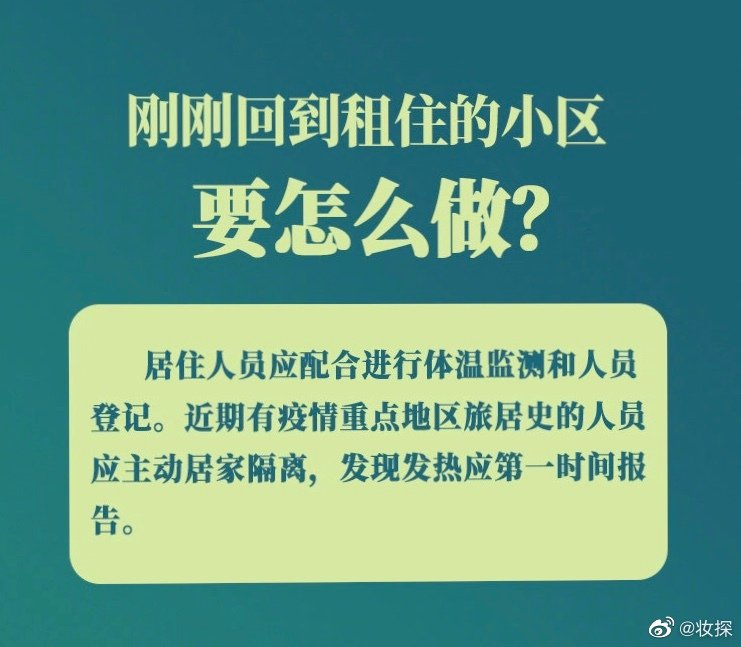 刚刚回到租住的小区
要怎么做?
居住人员应配合进行体温监测和人员
登记。近期有疫情重点地区旅居史的人员
应主动居家隔离，发现发热应第一时间报
告。
@妆探